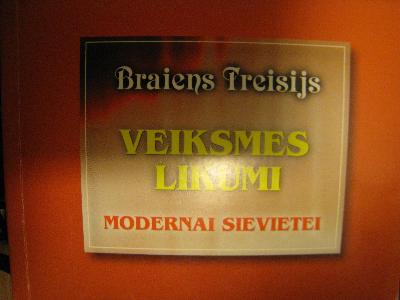 Braiens Treisijs
VEIKSMES
LIKUMI
MODERNAI SIEVIETEI